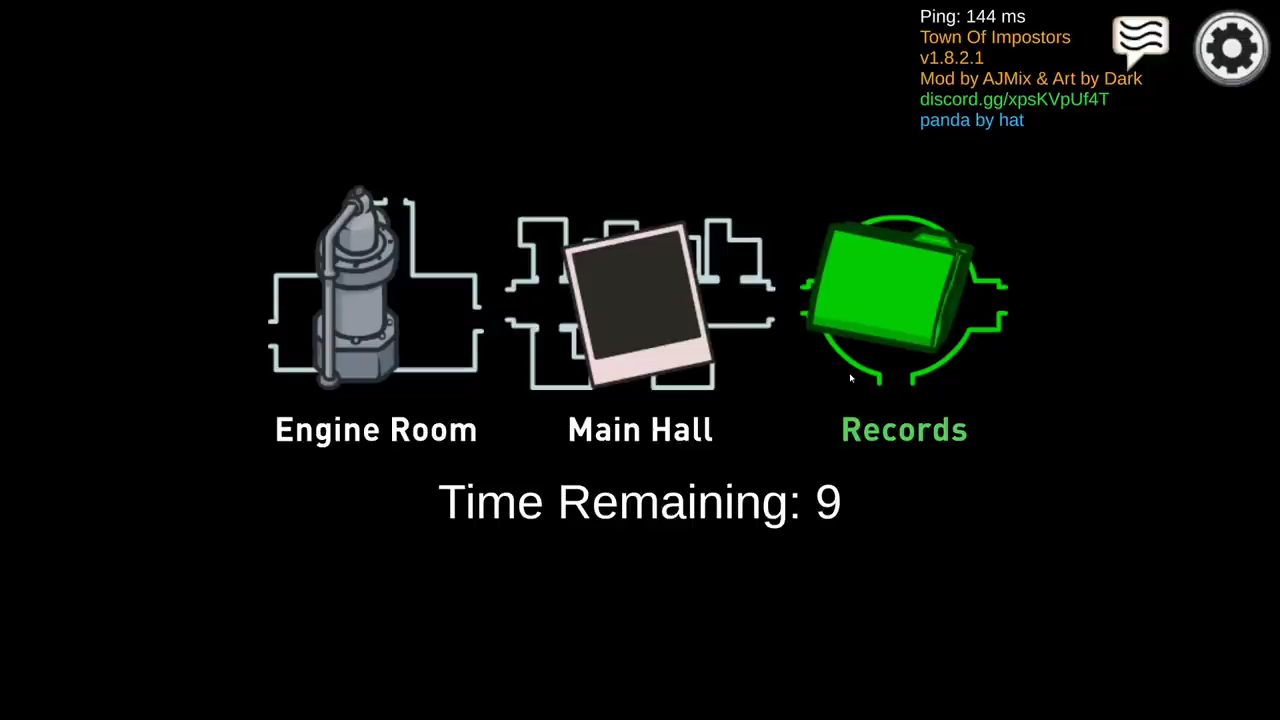 Ping: 144 ms
Town Of Impostors
v1.8.2.1
Mod by AJMix & Art by Dark
discord.gg/xpsKVpUf4T
panda by hat
Engine Room
Main Hall
Records
Time Remaining: 9